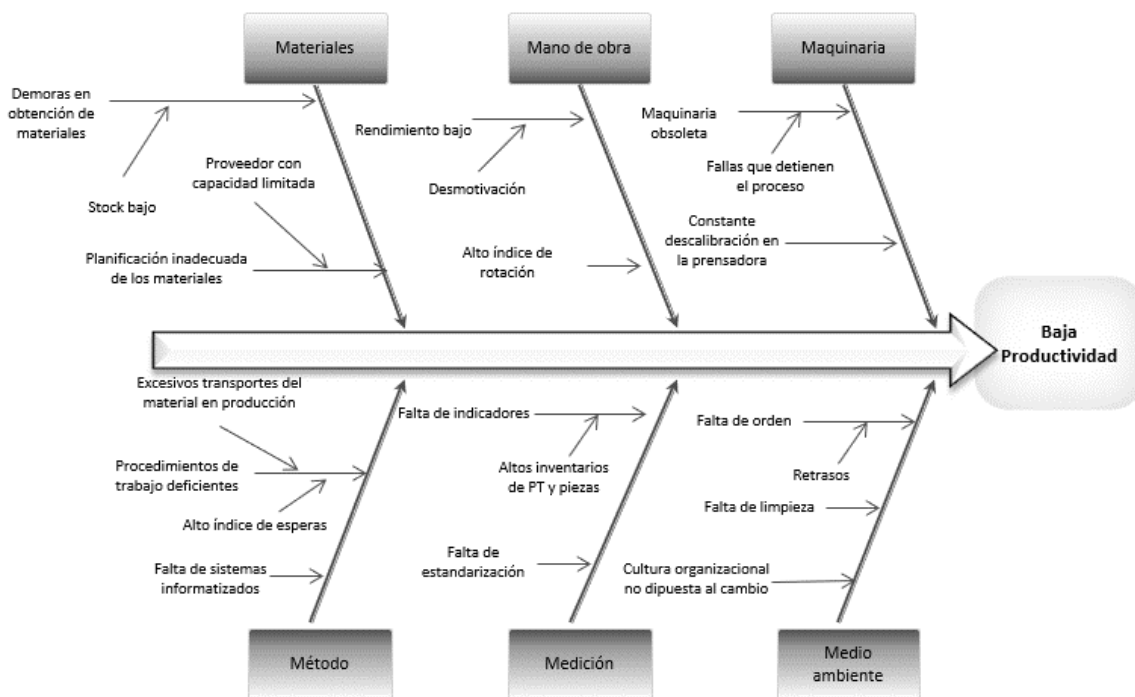 Materiales
Mano de obra
Maquinaria
Demoras en
obtención de
materiales
Stock bajo
Proveedor con
capacidad limitada
Planificación inadecuada
de los materiales
Rendimiento bajo
Desmotivación
Alto índice de
rotación
Maquinaria
obsoleta
Fallas que detienen
el proceso
Constante
descalibración en
la prensadora
Baja
Productividad
Excesivos transportes del
material en producción
Procedimientos de
trabajo deficientes
Alto índice de esperas
Falta de sistemas
informatizados
Falta de indicadores
Altos inventarios
de PT y piezas
Falta de
estandarización
Falta de orden
Retrasos
Falta de limpieza
Cultura organizacional
no dipuesta al cambio
Método
Medición
Medio
ambiente